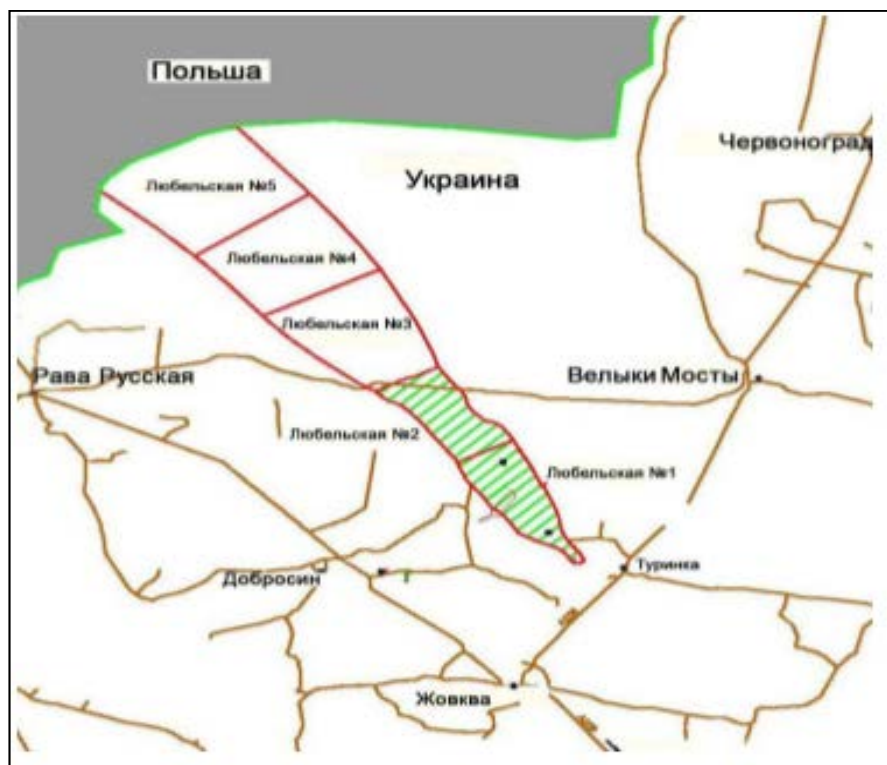 Польша
Червоноград
Украина
Любельская №5
Любельская №4
Любельская №3
Рава Русская
Велыки Мосты
Любельская №2
Любельская №1
Туринка
Добросин
Жовква